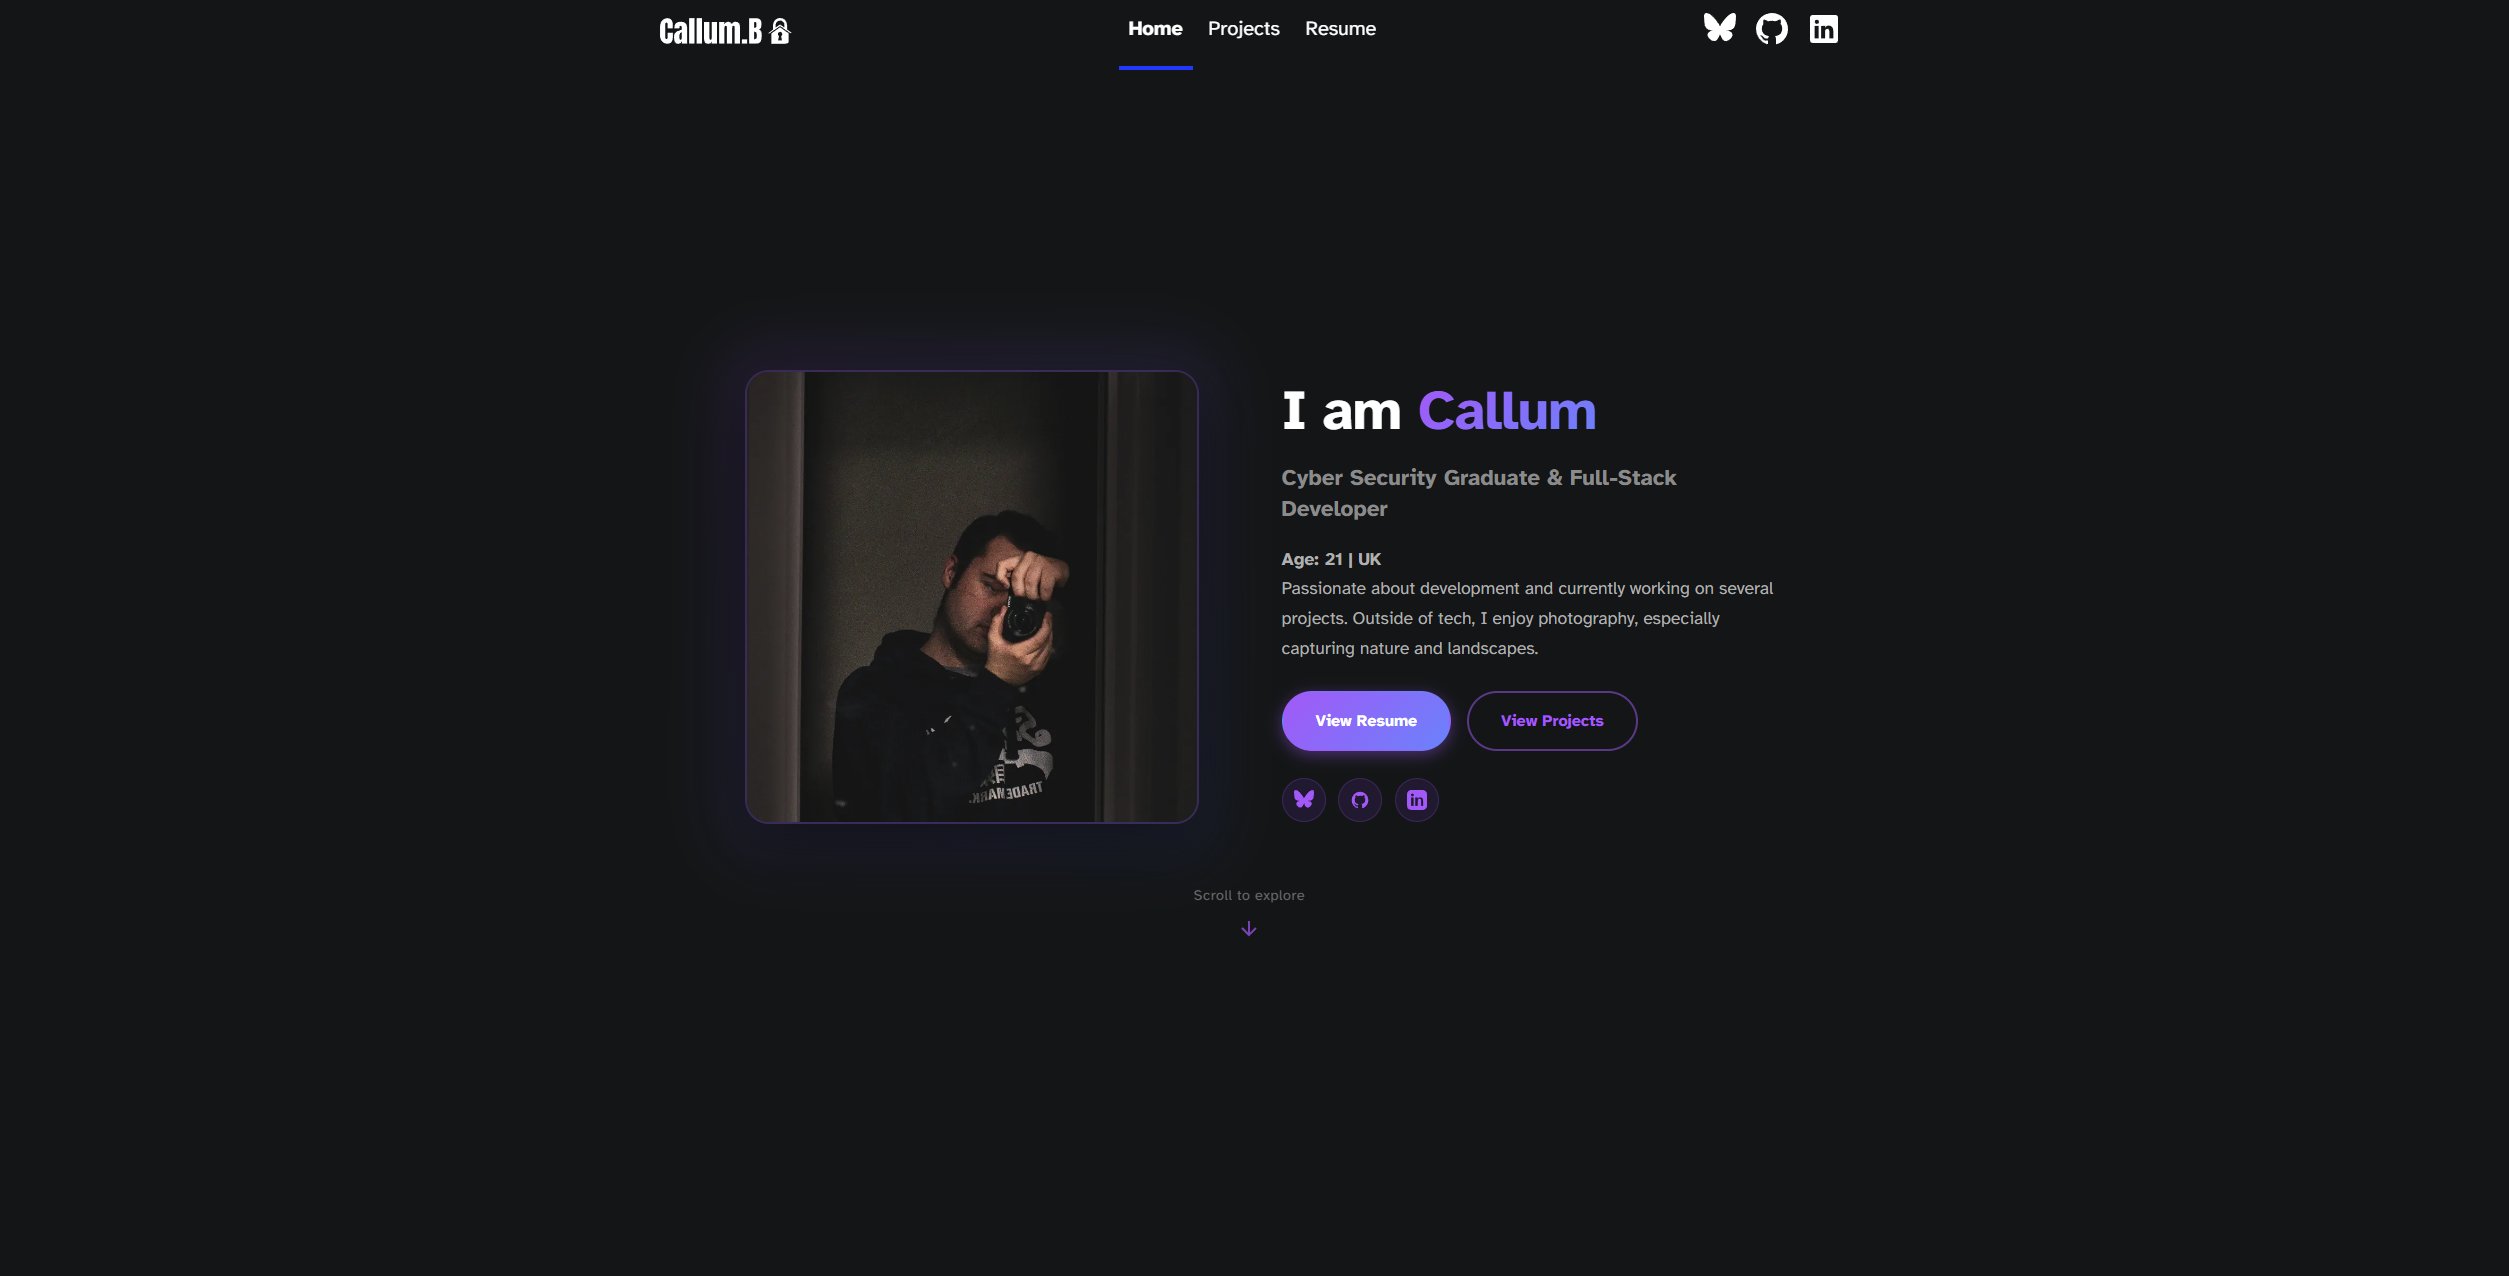 Callum.B
Home Projects Resume
I am Callum
Cyber Security Graduate & Full-Stack
Developer
Age: 21 | UK
Passionate about development and currently working on several
projects. Outside of tech, I enjoy photography, especially
capturing nature and landscapes.
View Resume
View Projects
in
Scroll to explore
TRADEMARK.